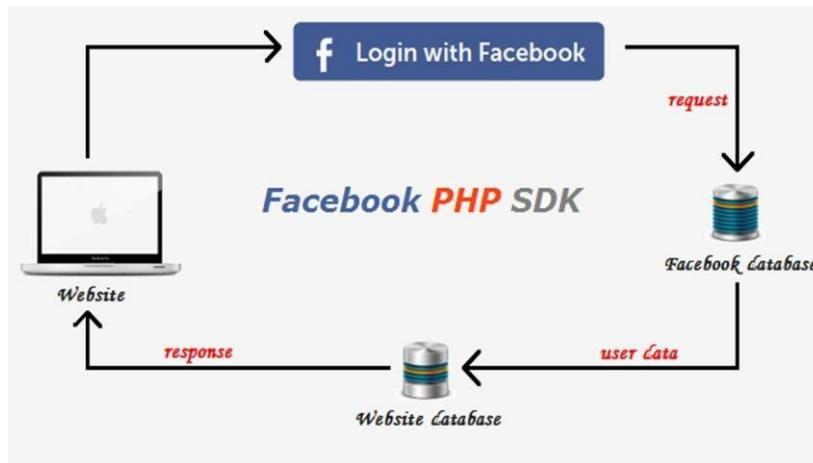 f Login with Facebook
request
Facebook PHP SDK
Facebook database
Website
response
user data
Website database